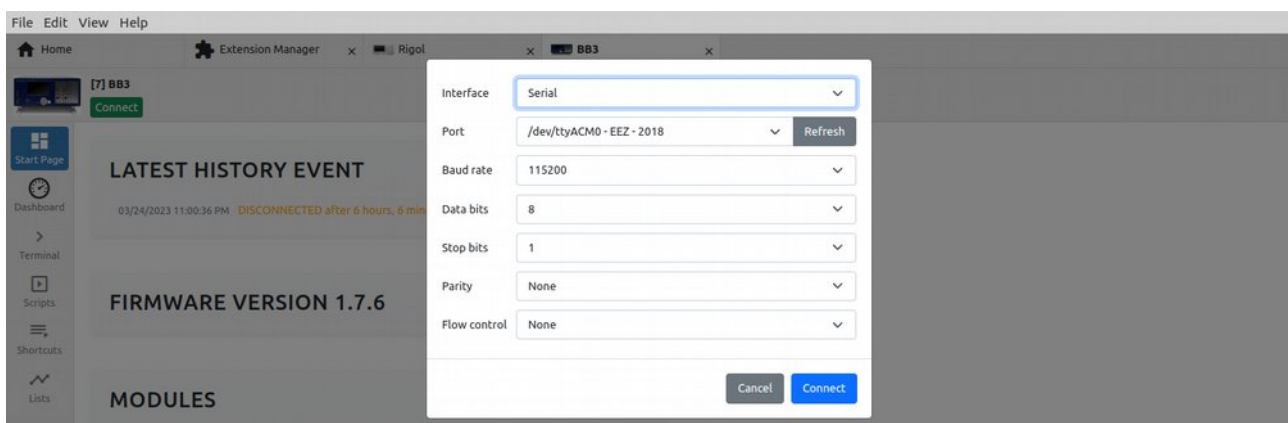 File Edit View Help
Home Extension Manager x Rigol x BB3 x
[7] BB3
Connect
Start Page
Dashboard
Terminal
Scripts
Shortcuts
Lists
LATEST HISTORY EVENT
03/24/2023 11:00:36 PM DISCONNECTED after 6 hours, 6 min
FIRMWARE VERSION 1.7.6
MODULES
Interface Serial
Port /dev/ttyACM0 - EEZ - 2018 Refresh
Baud rate 115200
Data bits 8
Stop bits 1
Parity None
Flow control None
Cancel Connect